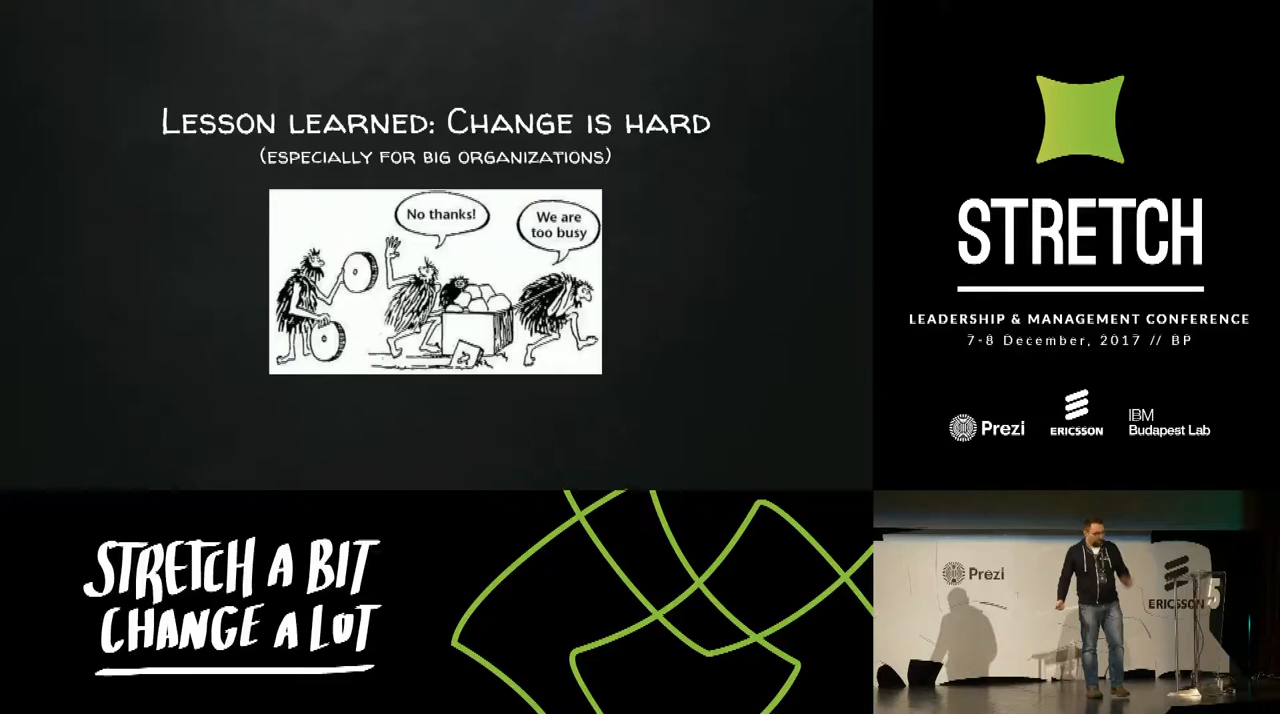 Lesson learned: Change is hard
(especially for big organizations)
No thanks!
We are
too busy
STRETCH
LEADERSHIP & MANAGEMENT CONFERENCE
7-8 December, 2017 // BP
Prezi
ERICSSON
IBM
Budapest Lab
STRETCH A BIT
CHANGE A LOT
Prezi
ERICSSON
5